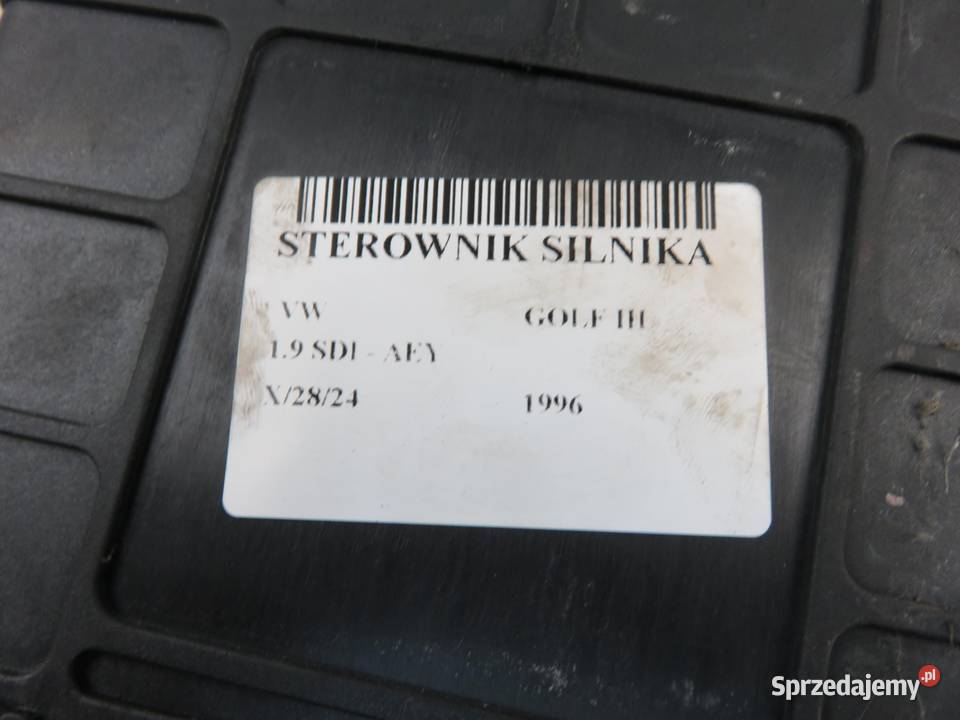 STEROWNIK SILNIKA
VW GOLF III
1.9 SDI - AEY
X/28/24 1996
Sprzedajemy.pl